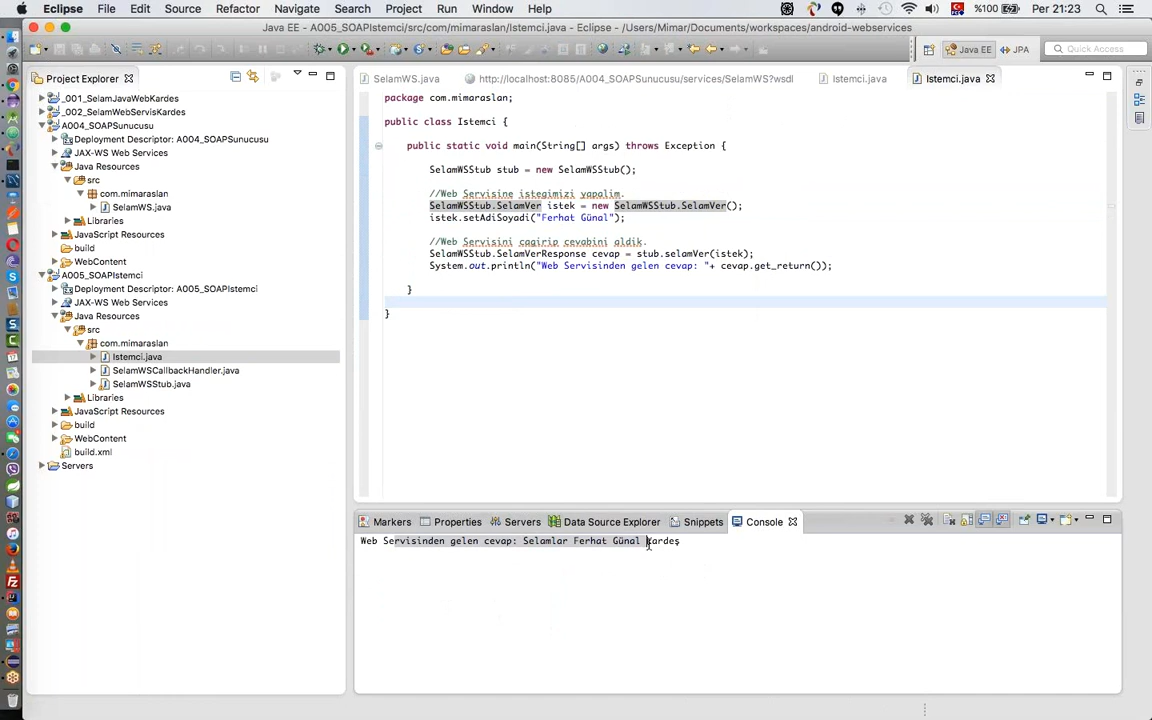 Eclipse File Edit Source Refactor Navigate Search Project Run Window Help %100 Per 21:23
Java EE - A005_SOAPIstemci/src/com/mimaraslan/Istemci.java - Eclipse - /Users/Mimar/Documents/workspaces/android-webservices
Java EE JPA Quick Access
Project Explorer
_001_SelamJavaWebKardes
_002_SelamWebServisKardes
A004_SOAPSunucusu
Deployment Descriptor: A004_SOAPSunucusu
JAX-WS Web Services
Java Resources
src
com.mimaraslan
SelamWS.java
Libraries
JavaScript Resources
build
WebContent
A005_SOAPIstemci
Deployment Descriptor: A005_SOAPIstemci
JAX-WS Web Services
Java Resources
src
com.mimaraslan
Istemci.java
SelamWSCallbackHandler.java
SelamWSStub.java
Libraries
JavaScript Resources
build
WebContent
build.xml
Servers
SelamWS.java http://localhost:8085/A004_SOAPSunucusu/services/SelamWS?wsdl Istemci.java Istemci.java
package com.mimaraslan;
public class Istemci {
public static void main(String[] args) throws Exception {
SelamWSStub stub = new SelamWSStub();
//Web Servisine istegimizi yapalim.
SelamWSStub.SelamVer istek = new SelamWSStub.SelamVer();
istek.setAdiSoyadi("Ferhat Günal");
//Web Servisini cagirip cevabini aldik.
SelamWSStub.SelamVerResponse cevap = stub.selamVer(istek);
System.out.println("Web Servisinden gelen cevap: "+ cevap.get_return());
}
}
Markers Properties Servers Data Source Explorer Snippets Console
Web Servisinden gelen cevap: Selamlar Ferhat Günal Kardeş